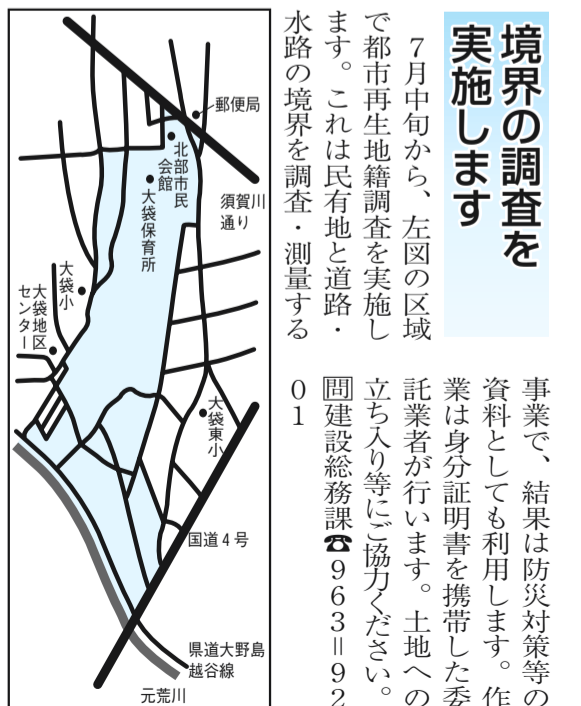 境界の調査を
実施します
7月中旬から、左図の区域
で都市再生地籍調査を実施し
ます。これは民有地と道路・
水路の境界を調査・測量する
事業で、結果は防災対策等の
資料としても利用します。作
業は身分証明書を携帯した委
託業者が行います。土地への
立ち入り等にご協力ください。
問建設総務課☎963＝92
01
郵便局
北部市民
会館
大袋保育所
須賀川
通り
大袋小
大袋地区
センター
大袋東小
国道4号
県道大野島
越谷線
元荒川